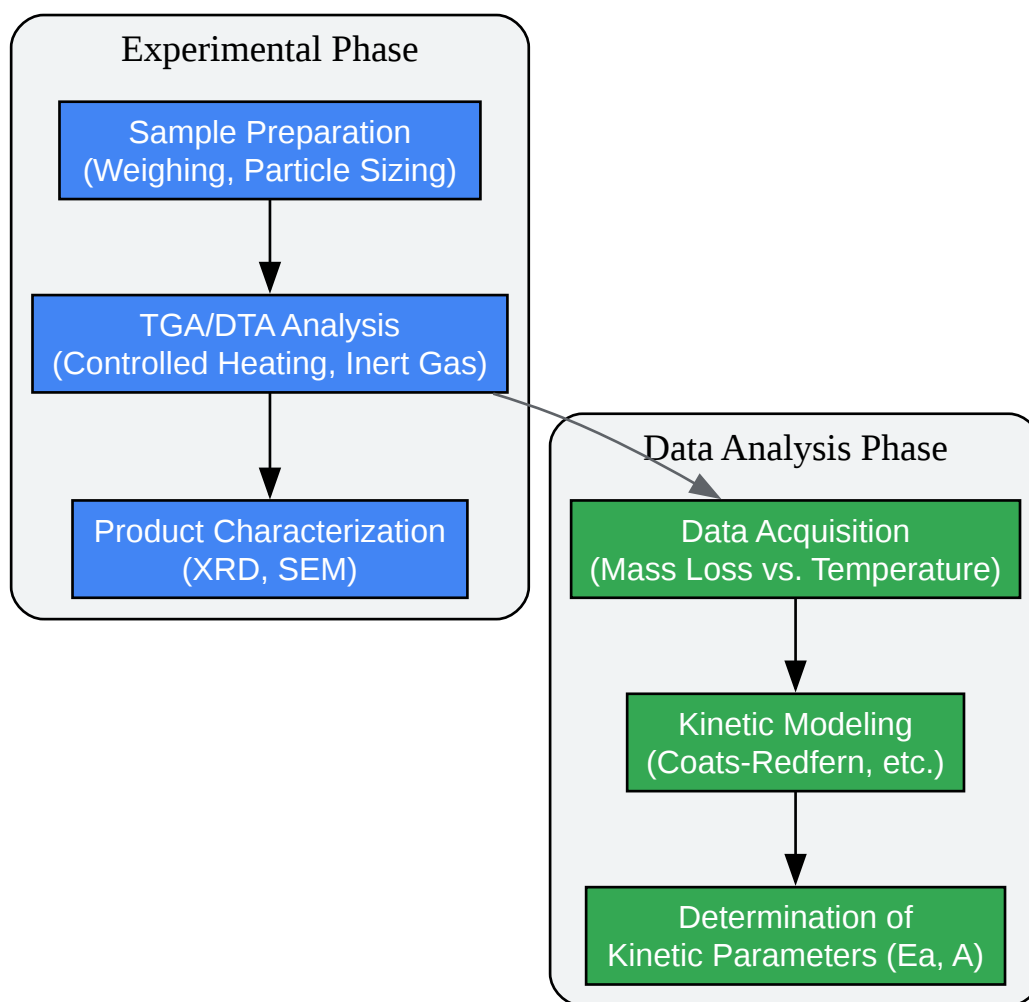 Experimental Phase
Sample Preparation
(Weighing, Particle Sizing)
TGA/DTA Analysis
(Controlled Heating, Inert Gas)
Product Characterization
(XRD, SEM)
Data Analysis Phase
Data Acquisition
(Mass Loss vs. Temperature)
Kinetic Modeling
(Coats-Redfern, etc.)
Determination of
Kinetic Parameters (Ea, A)